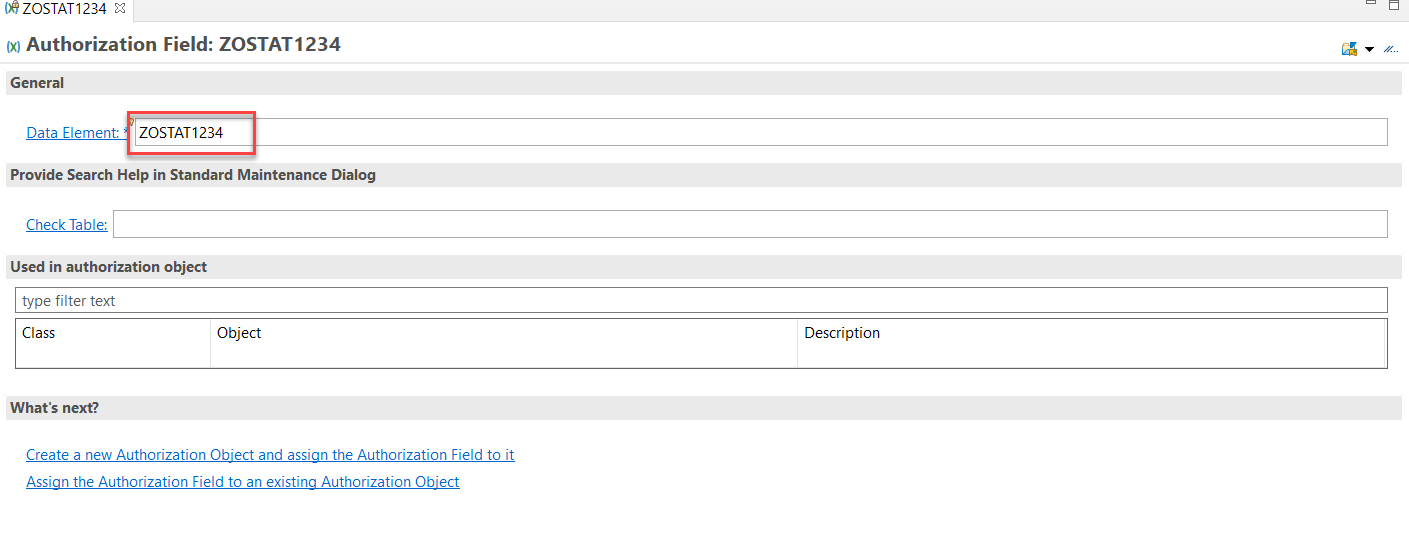 ZOSTAT1234
Authorization Field: ZOSTAT1234
General
Data Element: * ZOSTAT1234
Provide Search Help in Standard Maintenance Dialog
Check Table:
Used in authorization object
type filter text
Class Object Description
What's next?
Create a new Authorization Object and assign the Authorization Field to it
Assign the Authorization Field to an existing Authorization Object